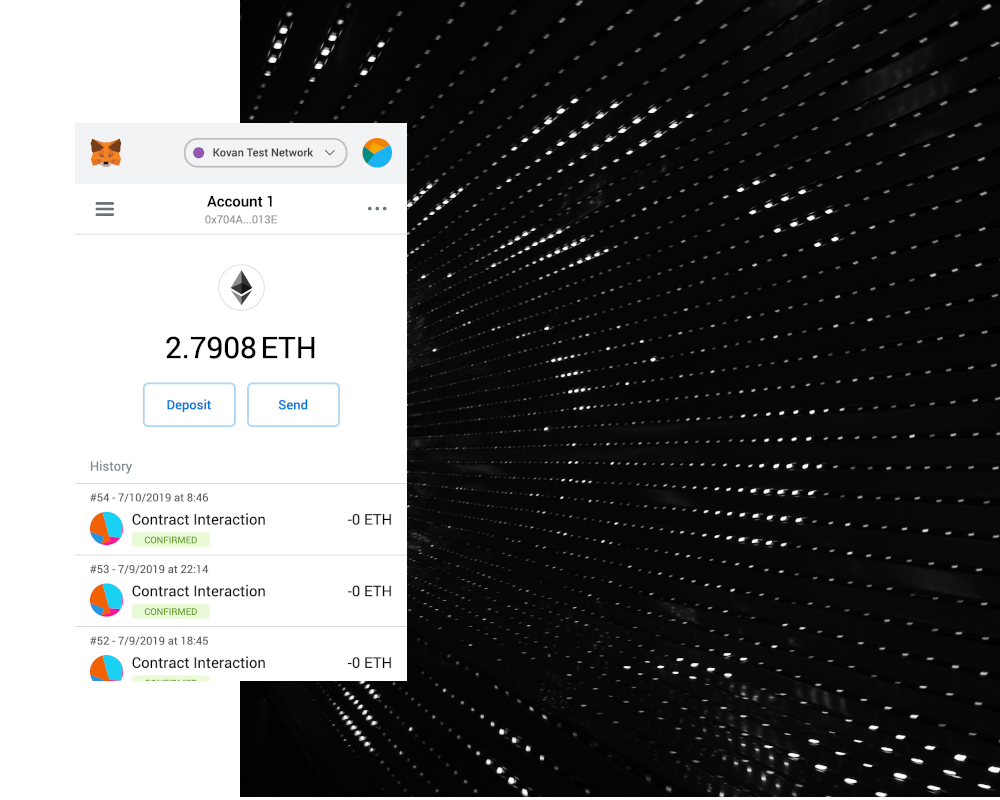 Kovan Test Network
Account 1
0x704A...013E
2.7908 ETH
Deposit
Send
History
#54 - 7/10/2019 at 8:46
Contract Interaction
-0 ETH
CONFIRMED
#53 - 7/9/2019 at 22:14
Contract Interaction
-0 ETH
CONFIRMED
#52 - 7/9/2019 at 18:45
Contract Interaction
-0 ETH